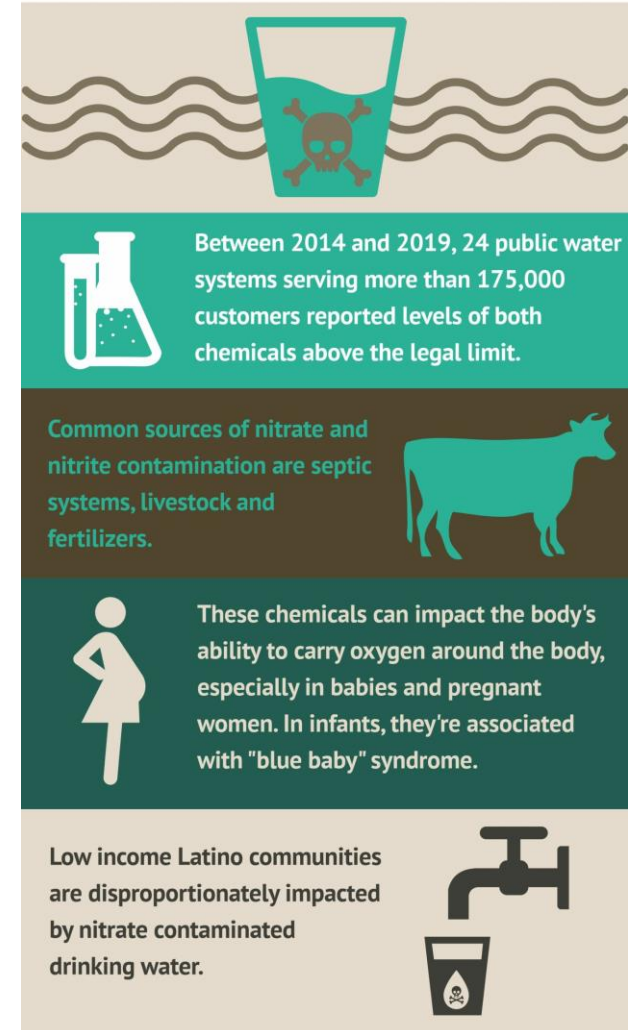 Between 2014 and 2019, 24 public water
systems serving more than 175,000
customers reported levels of both
chemicals above the legal limit.
Common sources of nitrate and
nitrite contamination are septic
systems, livestock and
fertilizers.
These chemicals can impact the body's
ability to carry oxygen around the body,
especially in babies and pregnant
women. In infants, they're associated
with "blue baby" syndrome.
Low income Latino communities
are disproportionately impacted
by nitrate contaminated
drinking water.